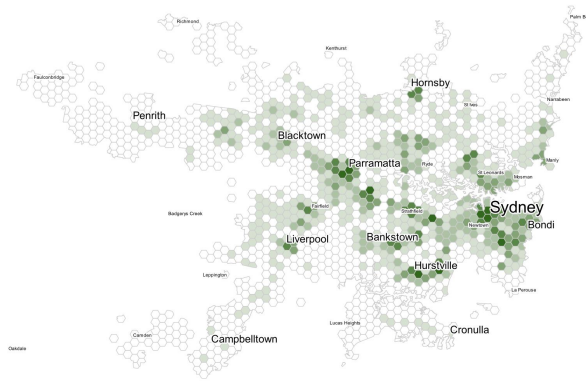 Palm B
Richmond
Kenthurst
Faulconbridge
Hornsby
Narrabeen
St Ives
Penrith
Blacktown
Parramatta
Ryde
Manly
St Leonards
Mosman
Badgerys Creek
Fairfield
Strathfield
Sydney
Newtown
Bondi
Liverpool
Bankstown
Hurstville
Leppington
La Perouse
Lucas Heights
Cronulla
Camden
Campbelltown
Oakdale